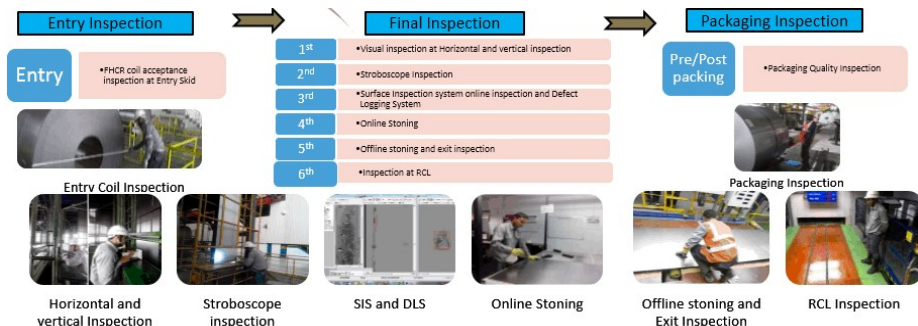 Entry Inspection
Final Inspection
Packaging Inspection
Entry
•FHCR coil acceptance
inspection at Entry Skid
1st
•Visual inspection at Horizontal and vertical inspection
2nd
•Stroboscope Inspection
3rd
•Surface Inspection system online inspection and Defect
Logging System
4th
•Online Stoning
5th
•Offline stoning and exit inspection
6th
•Inspection at RCL
Pre/Post
packing
•Packaging Quality Inspection
Entry Coil Inspection
Packaging Inspection
Horizontal and
vertical Inspection
Stroboscope
inspection
SIS and DLS
Online Stoning
Offline stoning and
Exit Inspection
RCL Inspection